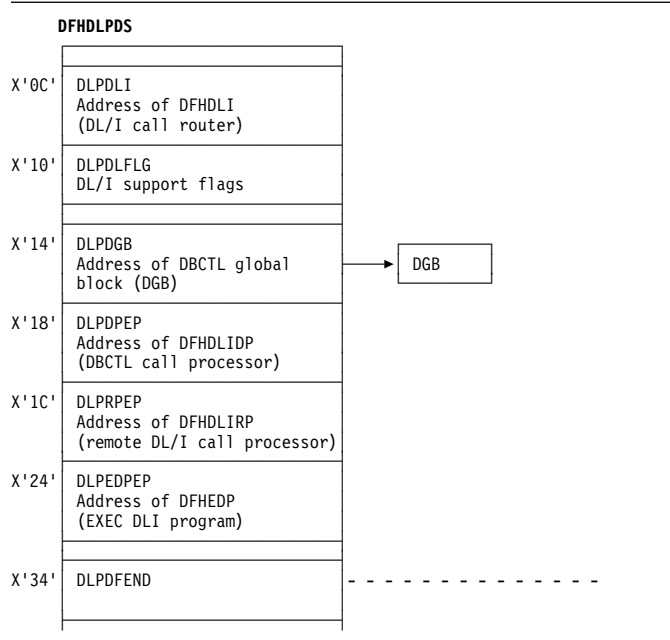 DFHDLPDS
X'0C' DLPDLI
Address of DFHDLI
(DL/I call router)
X'10' DLPDLFLG
DL/I support flags
X'14' DLPDGB
Address of DBCTL global
block (DGB)
DGB
X'18' DLPDPEP
Address of DFHDLIDP
(DBCTL call processor)
X'1C' DLPRPEP
Address of DFHDLIRP
(remote DL/I call processor)
X'24' DLPEDPEP
Address of DFHEDP
(EXEC DLI program)
X'34' DLPDFEND